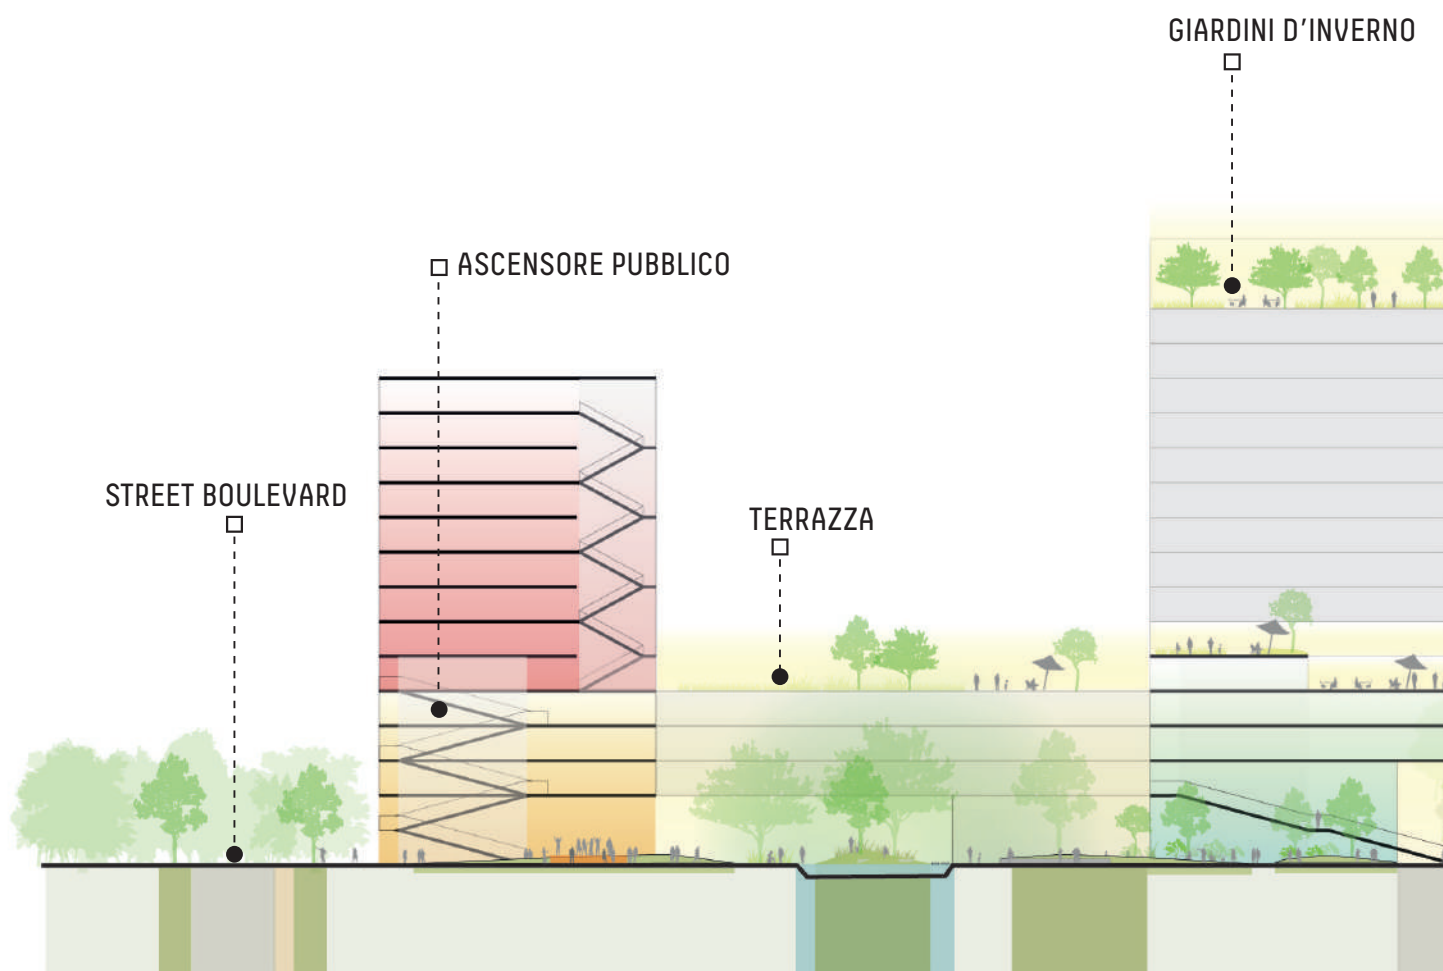 GIARDINI D'INVERNO
ASCENSORE PUBBLICO
STREET BOULEVARD
TERRAZZA